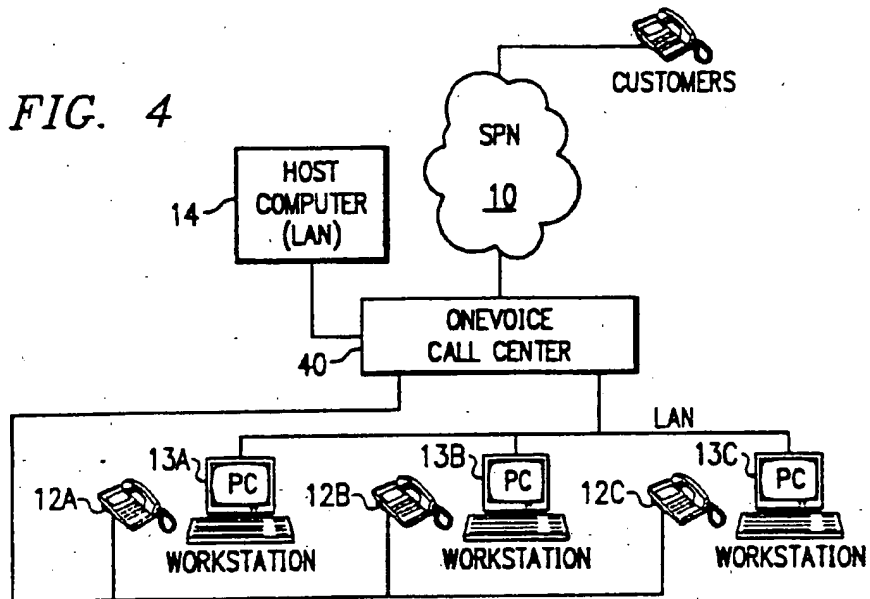 FIG. 4
CUSTOMERS
SPN
10
HOST
COMPUTER
(LAN)
14
ONEVOICE
CALL CENTER
40
LAN
13A
PC
13B
PC
13C
PC
12A
12B
12C
WORKSTATION
WORKSTATION
WORKSTATION